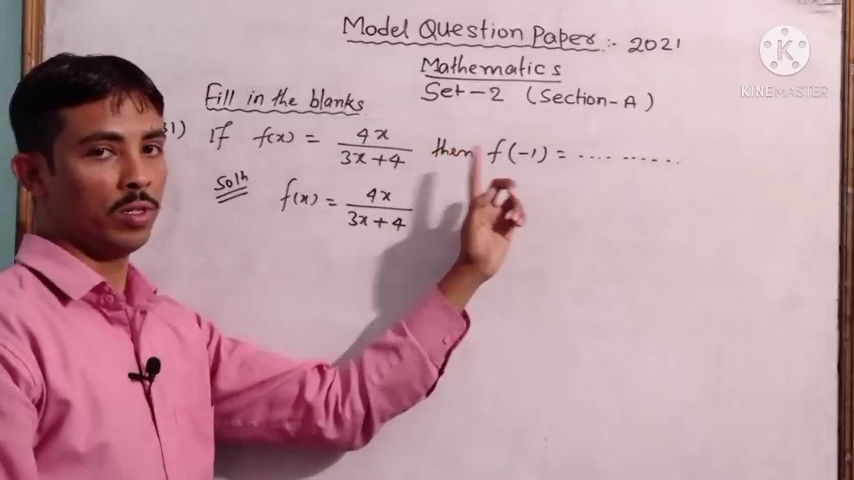 Model Question Paper :- 2021
Mathematics
Set-2 (Section-A)
Fill in the blanks
31) If f(x) = 4x / 3x+4 then f(-1) = ..........
Soln f(x) = 4x / 3x+4
K
KINEMASTER